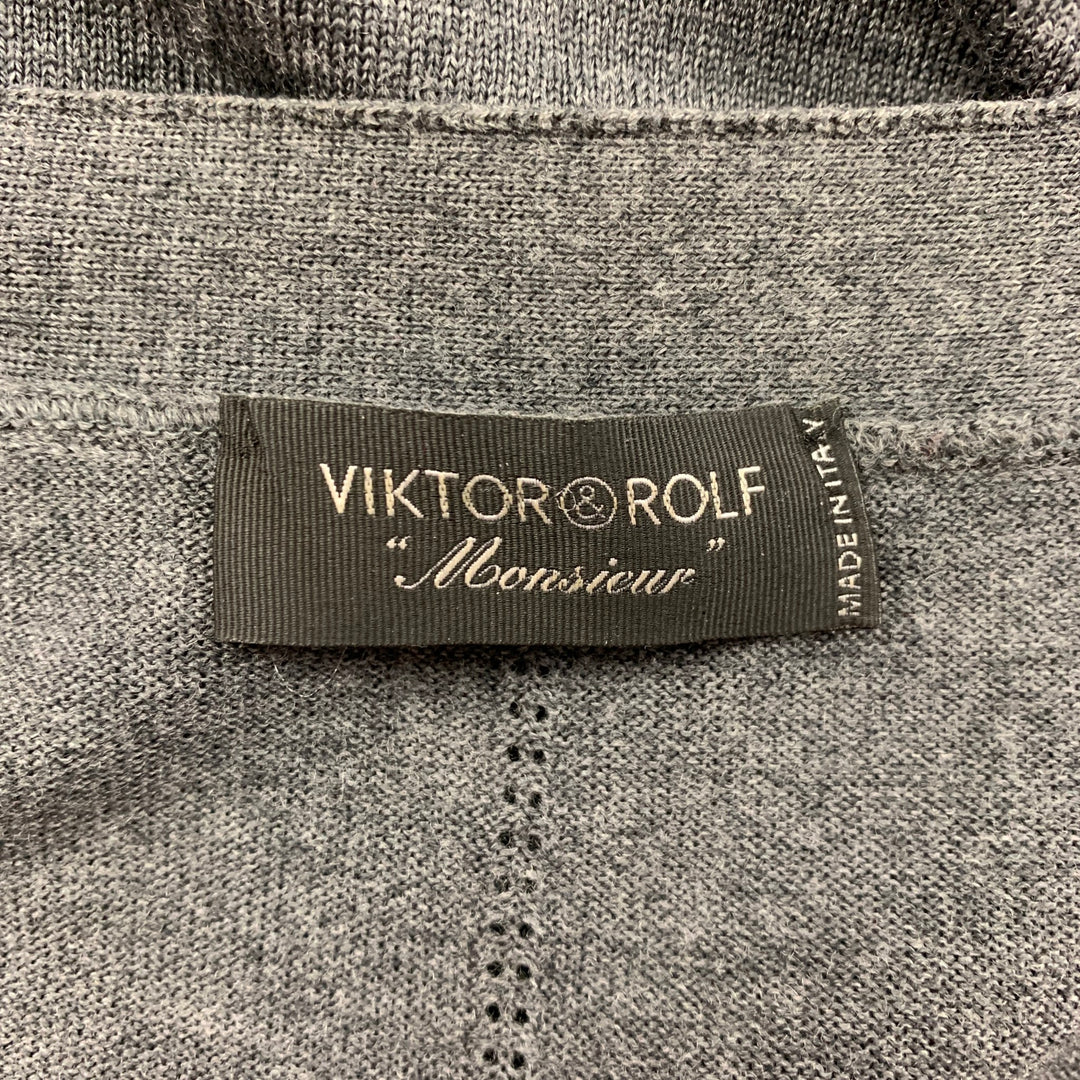 VIKTOR & ROLF
“Monsieur”
MADE IN ITALY